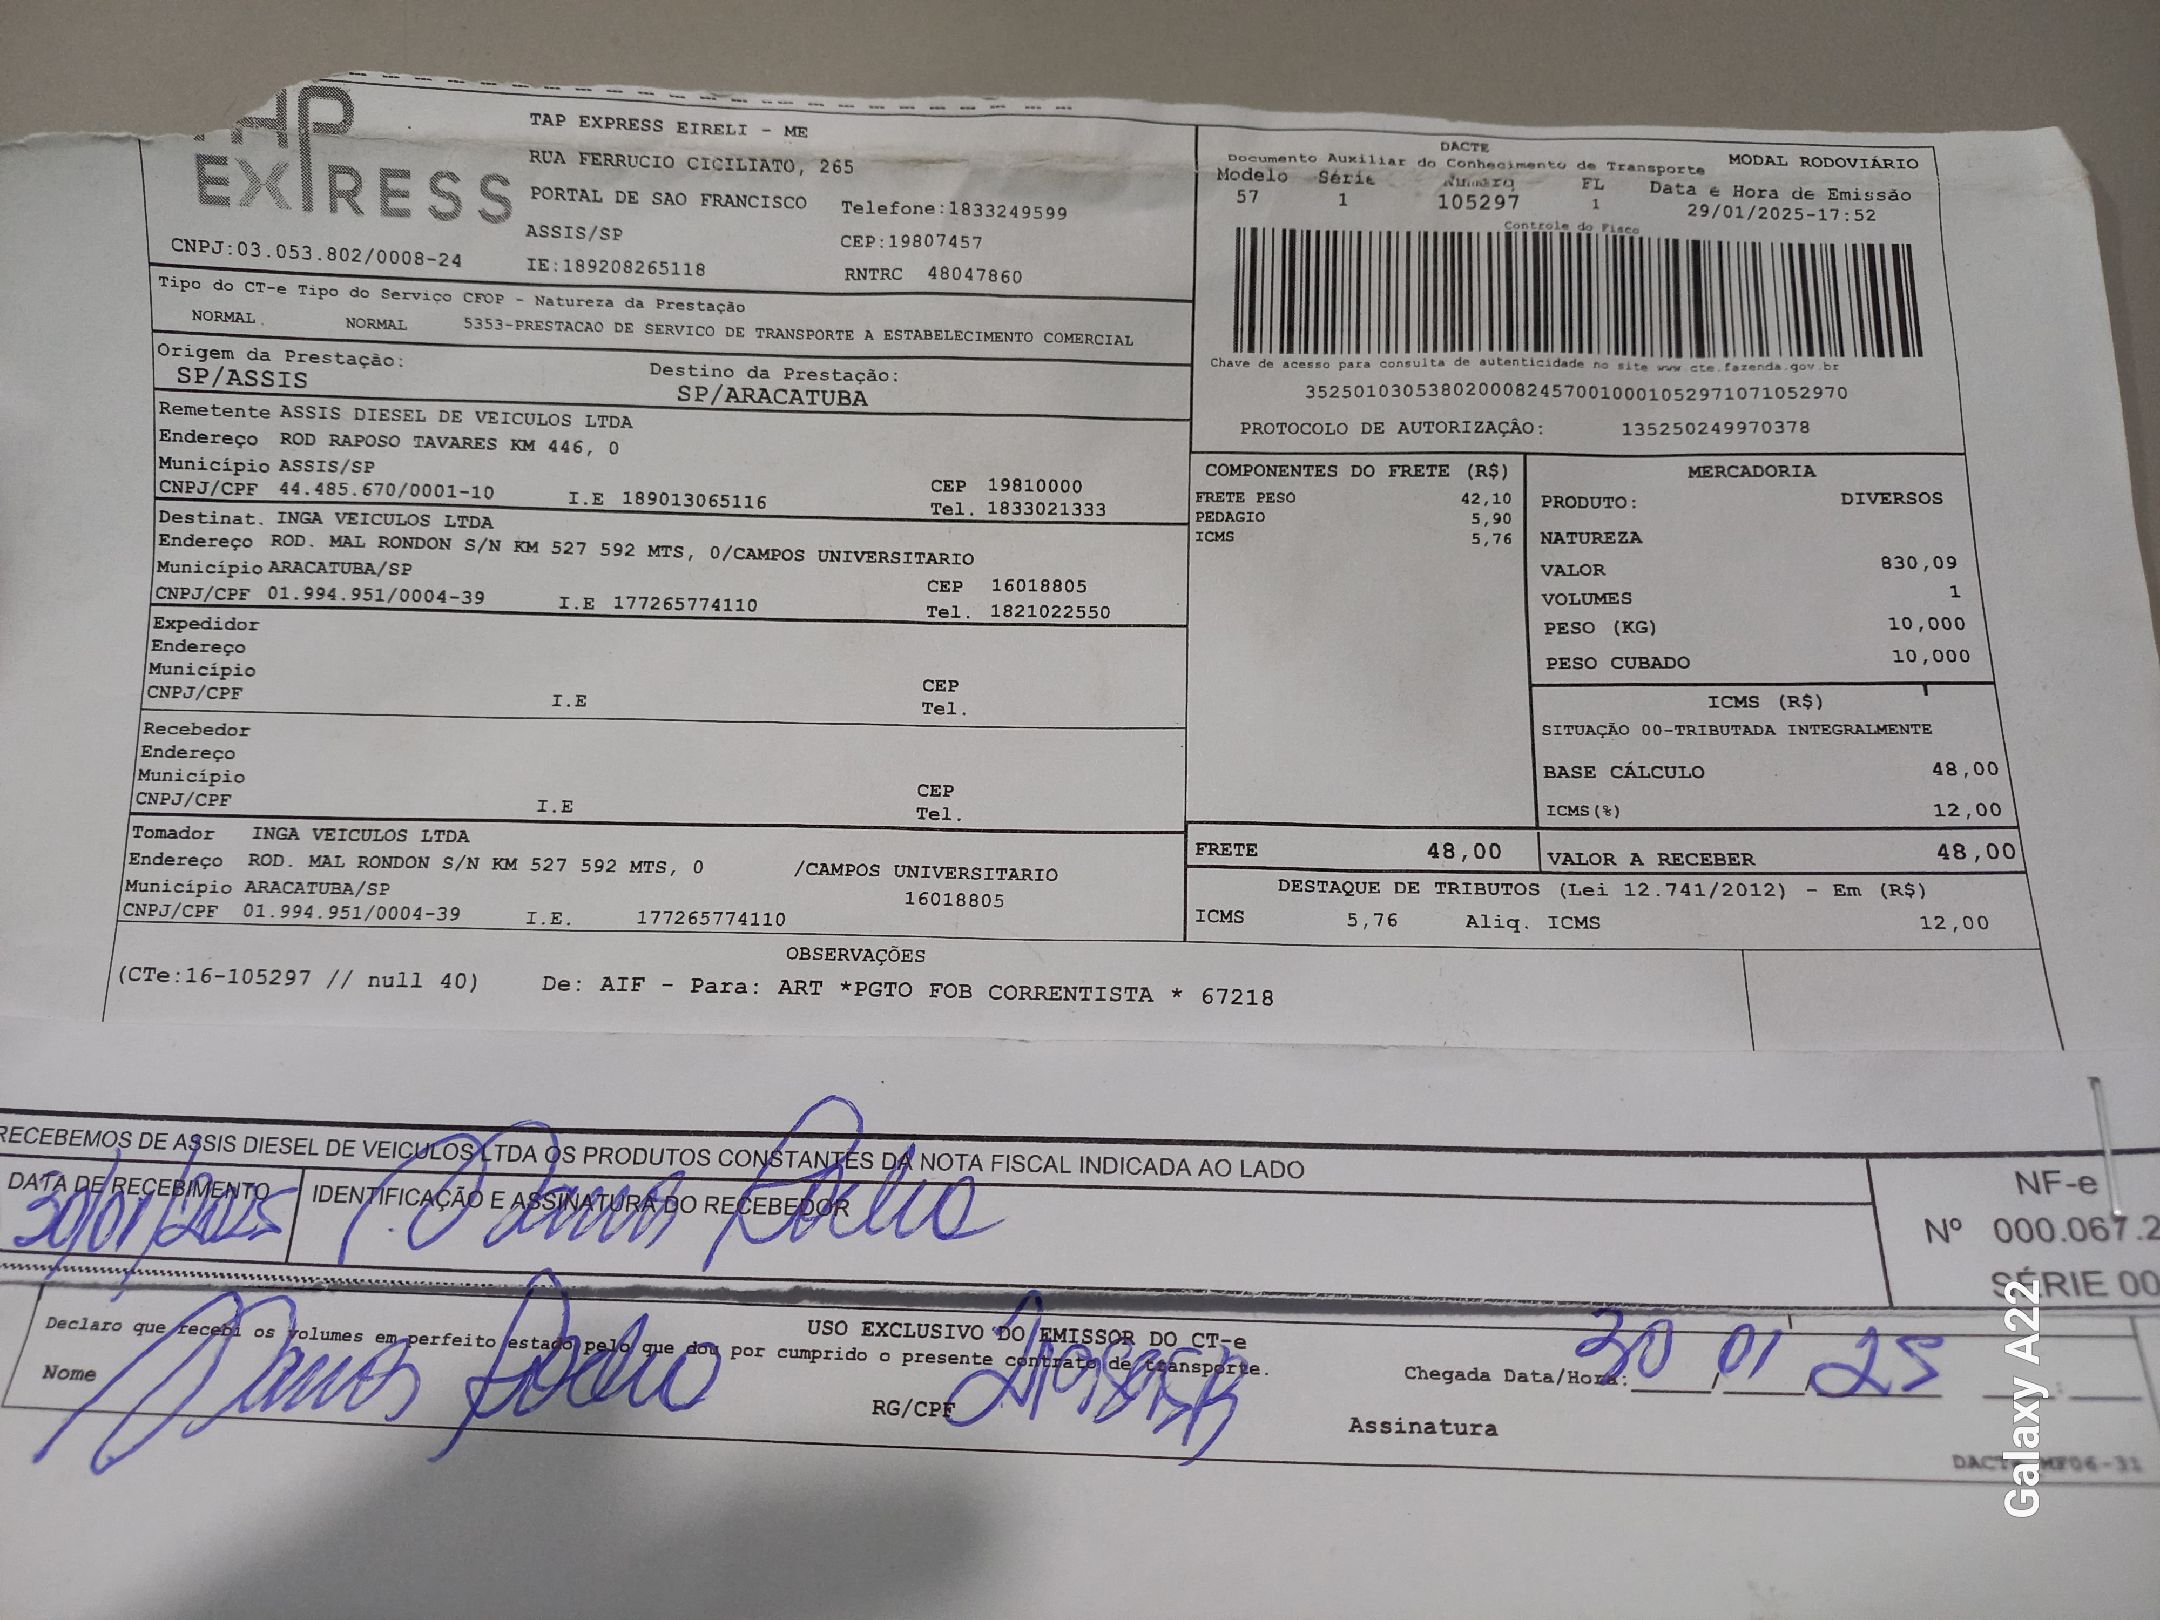 EXPRESS
TAP EXPRESS EIRELI - ME
RUA FERRUCIO CICILIATO, 265
PORTAL DE SAO FRANCISCO Telefone:1833249599
ASSIS/SP CEP:19807457
CNPJ:03.053.802/0008-24 IE:189208265118 RNTRC 48047860
DACTE
Documento Auxiliar do Conhecimento de Transporte MODAL RODOVIÁRIO
Modelo Série Número FL Data e Hora de Emissão
57 1 105297 1 29/01/2025-17:52
Controle do Fisco
Chave de acesso para consulta de autenticidade no site www.cte.fazenda.gov.br
35250103053802000824570010001052971071052970
PROTOCOLO DE AUTORIZAÇÃO: 135250249970378
Tipo do CT-e Tipo do Serviço CFOP - Natureza da Prestação
NORMAL NORMAL 5353-PRESTACAO DE SERVICO DE TRANSPORTE A ESTABELECIMENTO COMERCIAL
Origem da Prestação: Destino da Prestação:
SP/ASSIS SP/ARACATUBA
Remetente ASSIS DIESEL DE VEICULOS LTDA
Endereço ROD RAPOSO TAVARES KM 446, 0
Município ASSIS/SP CEP 19810000
CNPJ/CPF 44.485.670/0001-10 I.E 189013065116 Tel. 1833021333
Destinat. INGA VEICULOS LTDA
Endereço ROD. MAL RONDON S/N KM 527 592 MTS, 0/CAMPOS UNIVERSITARIO
Município ARACATUBA/SP CEP 16018805
CNPJ/CPF 01.994.951/0004-39 I.E 177265774110 Tel. 1821022550
Expedidor
Endereço
Município CEP
CNPJ/CPF I.E Tel.
Recebedor
Endereço
Município CEP
CNPJ/CPF I.E Tel.
Tomador INGA VEICULOS LTDA
Endereço ROD. MAL RONDON S/N KM 527 592 MTS, 0 /CAMPOS UNIVERSITARIO
Município ARACATUBA/SP 16018805
CNPJ/CPF 01.994.951/0004-39 I.E. 177265774110
COMPONENTES DO FRETE (R$)
FRETE PESO 42,10
PEDAGIO 5,90
ICMS 5,76
MERCADORIA
PRODUTO: DIVERSOS
NATUREZA
VALOR 830,09
VOLUMES 1
PESO (KG) 10,000
PESO CUBADO 10,000
ICMS (R$)
SITUAÇÃO 00-TRIBUTADA INTEGRALMENTE
BASE CÁLCULO 48,00
ICMS(%) 12,00
FRETE 48,00 VALOR A RECEBER 48,00
DESTAQUE DE TRIBUTOS (Lei 12.741/2012) - Em (R$)
ICMS 5,76 Aliq. ICMS 12,00
OBSERVAÇÕES
(CTe:16-105297 // null 40) De: AIF - Para: ART *PGTO FOB CORRENTISTA * 67218
RECEBEMOS DE ASSIS DIESEL DE VEICULOS LTDA OS PRODUTOS CONSTANTES DA NOTA FISCAL INDICADA AO LADO
DATA DE RECEBIMENTO IDENTIFICAÇÃO E ASSINATURA DO RECEBEDOR
30/01/2025
NF-e
Nº 000.067.2
SÉRIE 00
USO EXCLUSIVO DO EMISSOR DO CT-e
Declaro que recebi os volumes em perfeito estado pelo que dou por cumprido o presente contrato de transporte.
Nome RG/CPF Chegada Data/Hora: 30/01/25
Assinatura
Galaxy A22